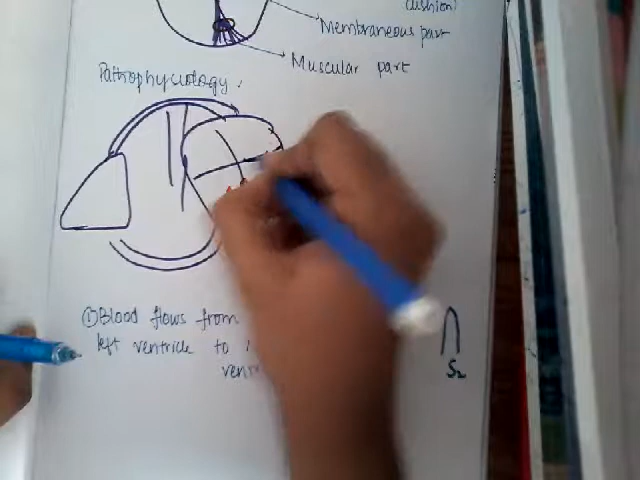 cushion)
Membraneous part
Muscular part
Pathophysiology:
① Blood flows from
left ventricle to
S₂